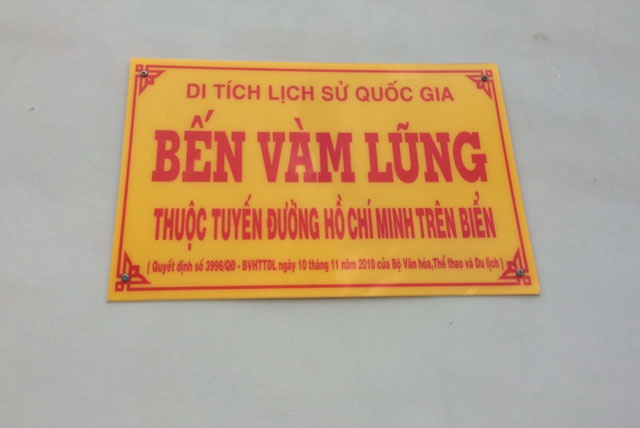 DI TÍCH LỊCH SỬ QUỐC GIA
BẾN VÀM LŨNG
THUỘC TUYẾN ĐƯỜNG HỒ CHÍ MINH TRÊN BIỂN
( Quyết định số 3996/QĐ - BVHTTDL ngày 10 tháng 11 năm 2010 của Bộ Văn hóa,Thể thao và Du lịch )